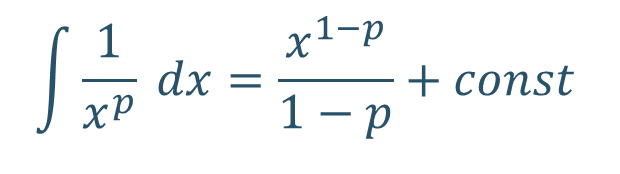 ∫ 1/x^p dx = x^(1−p)/(1 − p) + const